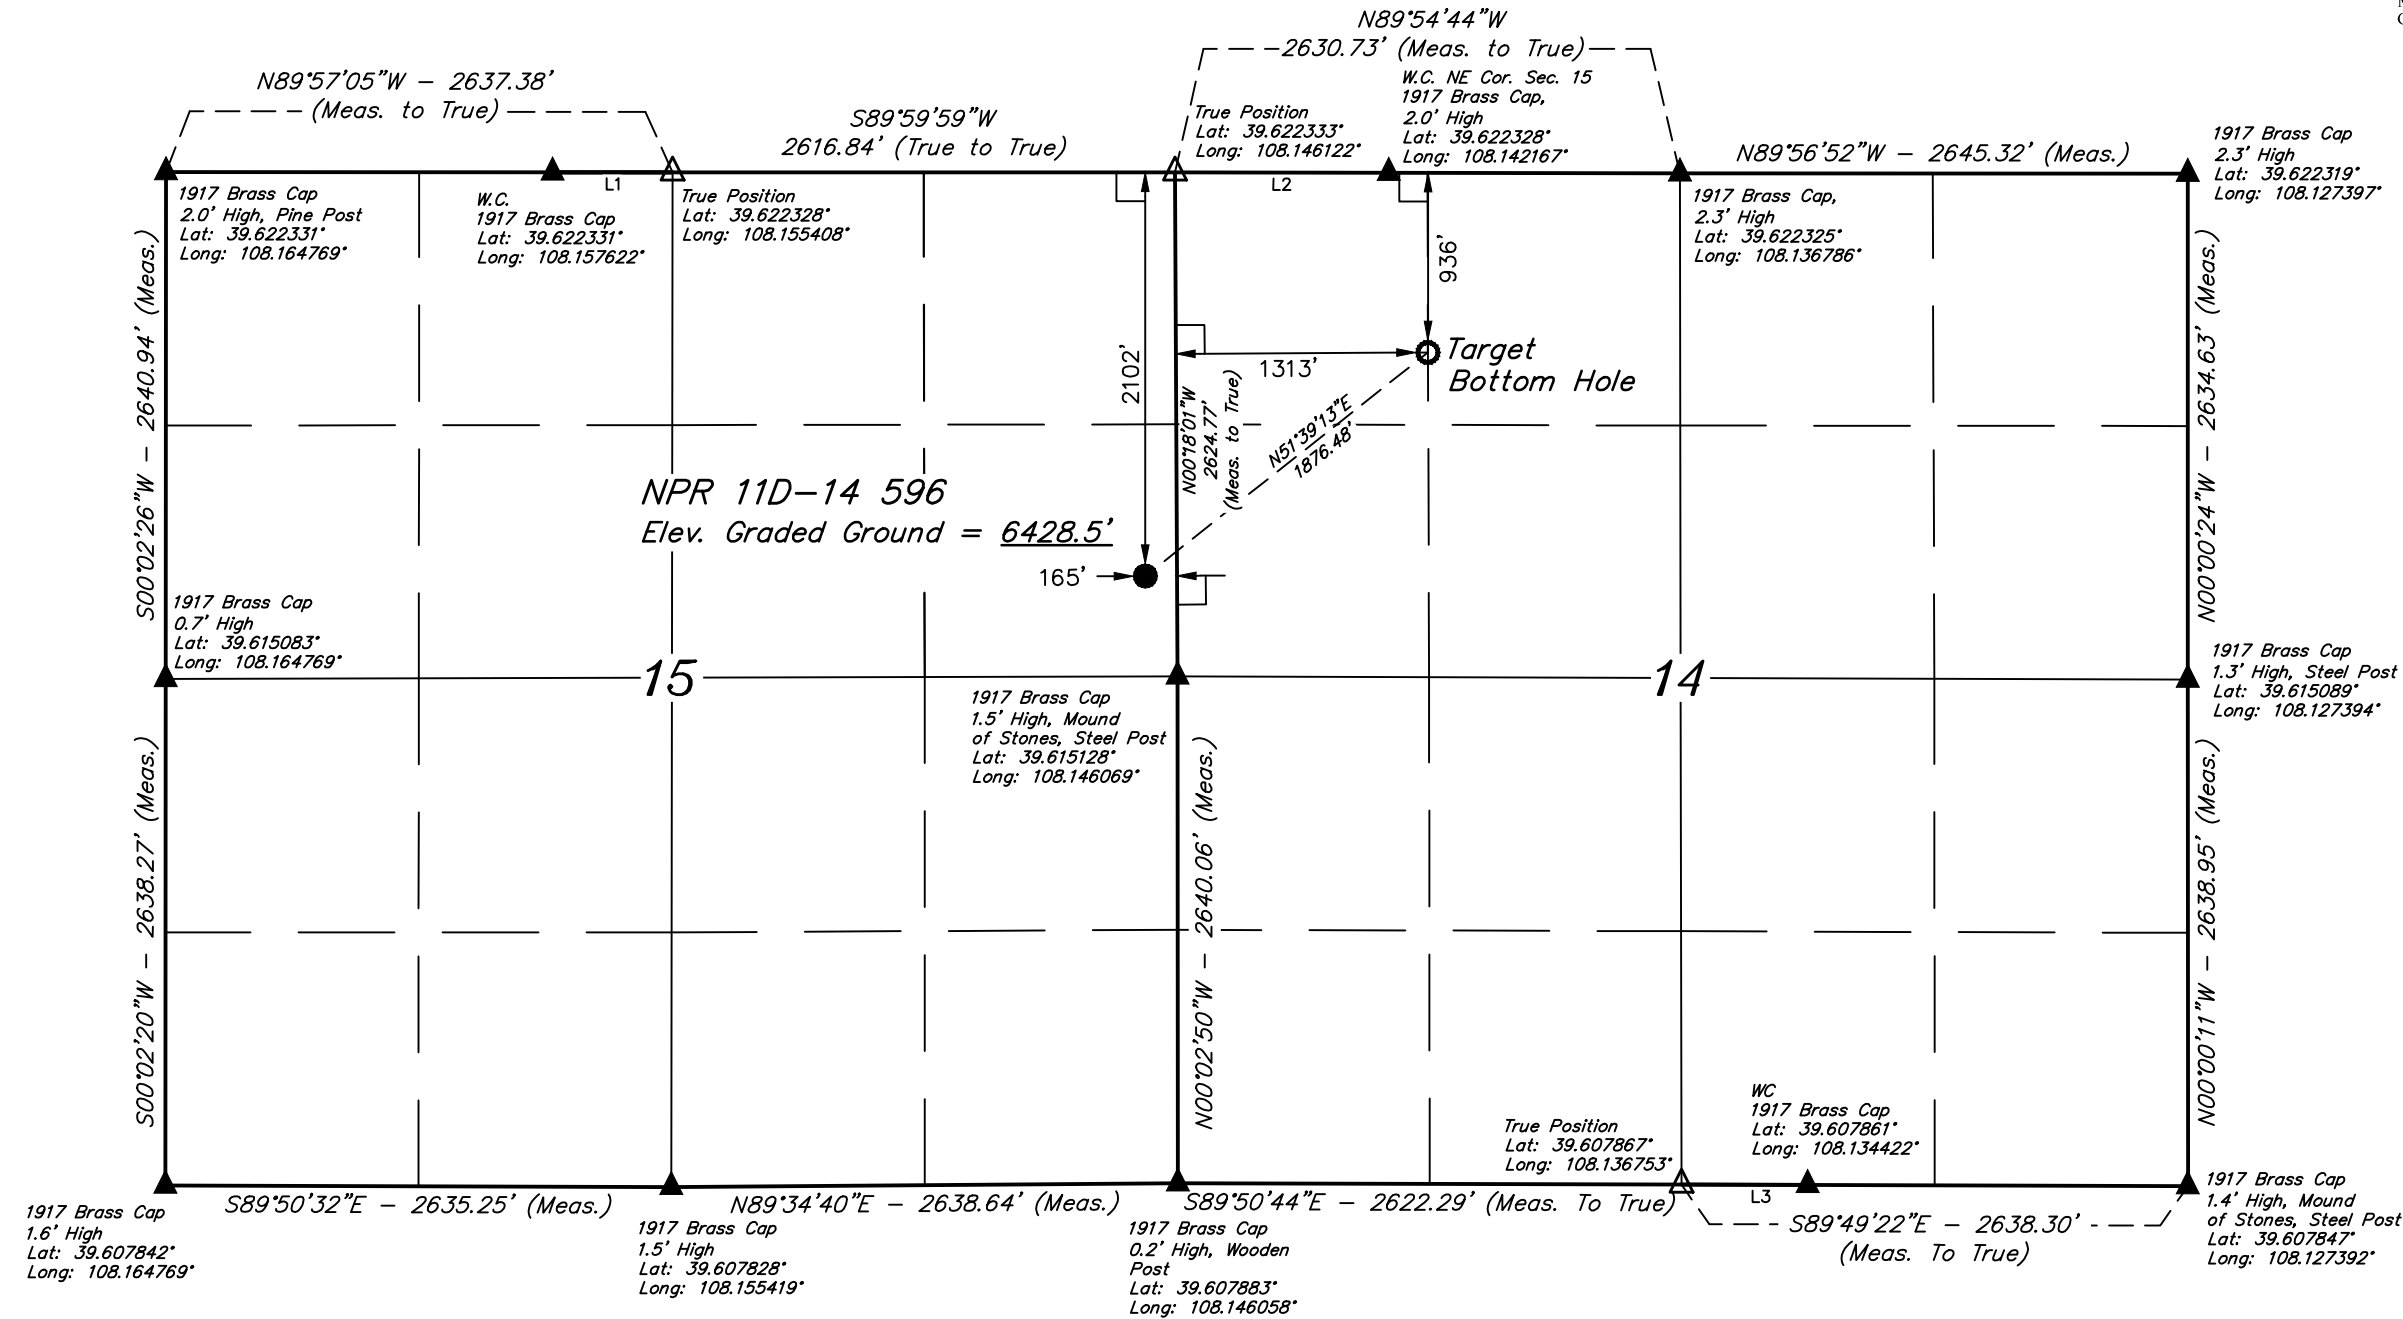 N89°54'44"W
2630.73' (Meas. to True)
N89°57'05"W – 2637.38'
(Meas. to True)
S89°59'59"W
2616.84' (True to True)
True Position
Lat: 39.622333°
Long: 108.146122°
W.C. NE Cor. Sec. 15
1917 Brass Cap,
2.0' High
Lat: 39.622328°
Long: 108.142167°
N89°56'52"W – 2645.32' (Meas.)
1917 Brass Cap
2.3' High
Lat: 39.622319°
Long: 108.127397°
L1
L2
1917 Brass Cap
2.0' High, Pine Post
Lat: 39.622331°
Long: 108.164769°
W.C.
1917 Brass Cap
Lat: 39.622331°
Long: 108.157622°
True Position
Lat: 39.622328°
Long: 108.155408°
1917 Brass Cap,
2.3' High
Lat: 39.622325°
Long: 108.136786°
S00°02'26"W – 2640.94' (Meas.)
2102'
936'
1313'
Target
Bottom Hole
N00°18'01"W
2624.77'
(Meas. to True)
N51°39'13"E
1876.48'
N00°00'24"W – 2634.63' (Meas.)
NPR 11D-14 596
Elev. Graded Ground = 6428.5'
165'
1917 Brass Cap
0.7' High
Lat: 39.615083°
Long: 108.164769°
15
14
1917 Brass Cap
1.3' High, Steel Post
Lat: 39.615089°
Long: 108.127394°
1917 Brass Cap
1.5' High, Mound
of Stones, Steel Post
Lat: 39.615128°
Long: 108.146069°
S00°02'20"W – 2638.27' (Meas.)
N00°02'50"W – 2640.06' (Meas.)
N00°00'11"W – 2638.95' (Meas.)
WC
1917 Brass Cap
Lat: 39.607861°
Long: 108.134422°
True Position
Lat: 39.607867°
Long: 108.136753°
L3
S89°50'32"E – 2635.25' (Meas.)
N89°34'40"E – 2638.64' (Meas.)
S89°50'44"E – 2622.29' (Meas. To True)
S89°49'22"E – 2638.30'
(Meas. To True)
1917 Brass Cap
1.6' High
Lat: 39.607842°
Long: 108.164769°
1917 Brass Cap
1.5' High
Lat: 39.607828°
Long: 108.155419°
1917 Brass Cap
0.2' High, Wooden
Post
Lat: 39.607883°
Long: 108.146058°
1917 Brass Cap
1.4' High, Mound
of Stones, Steel Post
Lat: 39.607847°
Long: 108.127392°